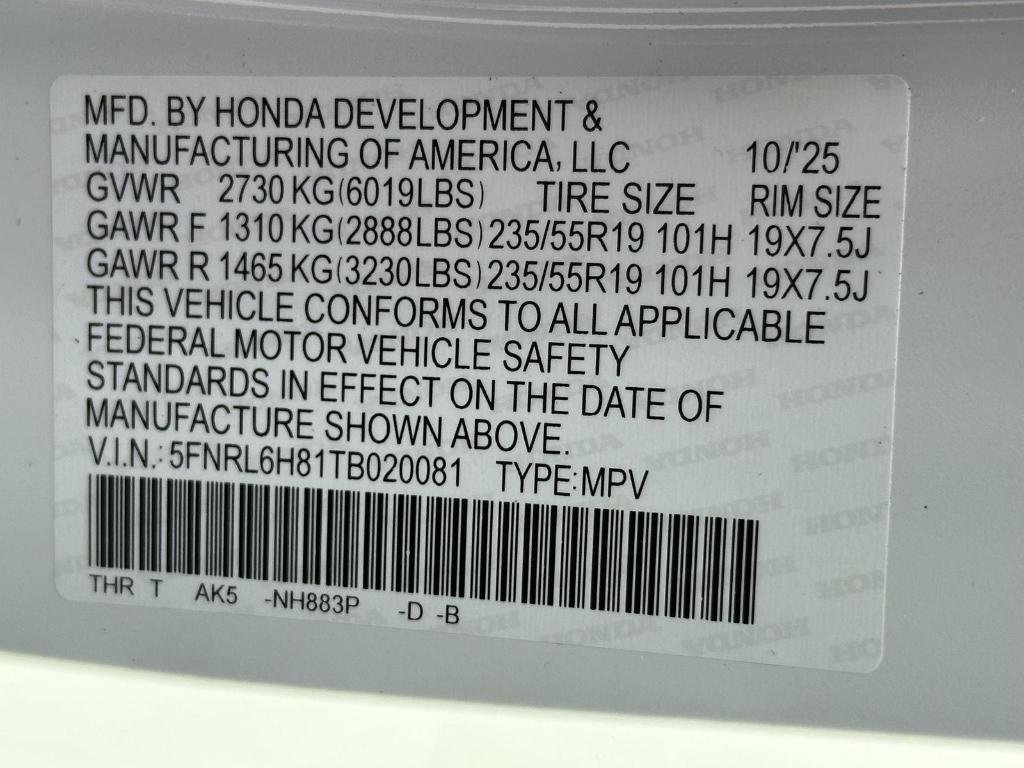 MFD. BY HONDA DEVELOPMENT &
MANUFACTURING OF AMERICA, LLC 10/'25
GVWR 2730 KG(6019LBS) TIRE SIZE RIM SIZE
GAWR F 1310 KG(2888LBS) 235/55R19 101H 19X7.5J
GAWR R 1465 KG(3230LBS) 235/55R19 101H 19X7.5J
THIS VEHICLE CONFORMS TO ALL APPLICABLE
FEDERAL MOTOR VEHICLE SAFETY
STANDARDS IN EFFECT ON THE DATE OF
MANUFACTURE SHOWN ABOVE.
V.I.N.: 5FNRL6H81TB020081 TYPE:MPV
THR T AK5 -NH883P -D -B